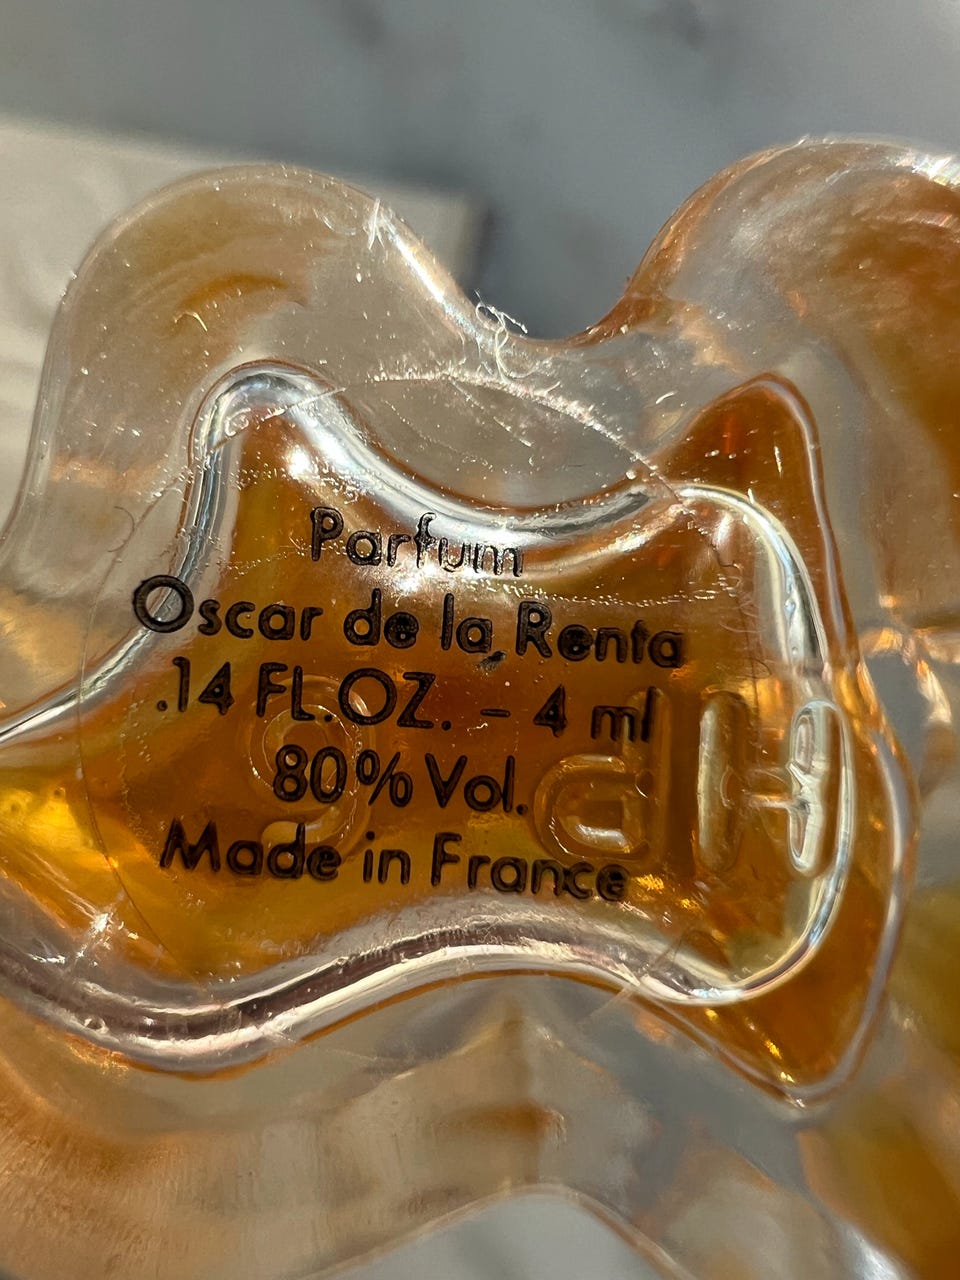 Parfum
Oscar de la Renta
.14 FL.OZ. - 4 ml
80% Vol.
Made in France